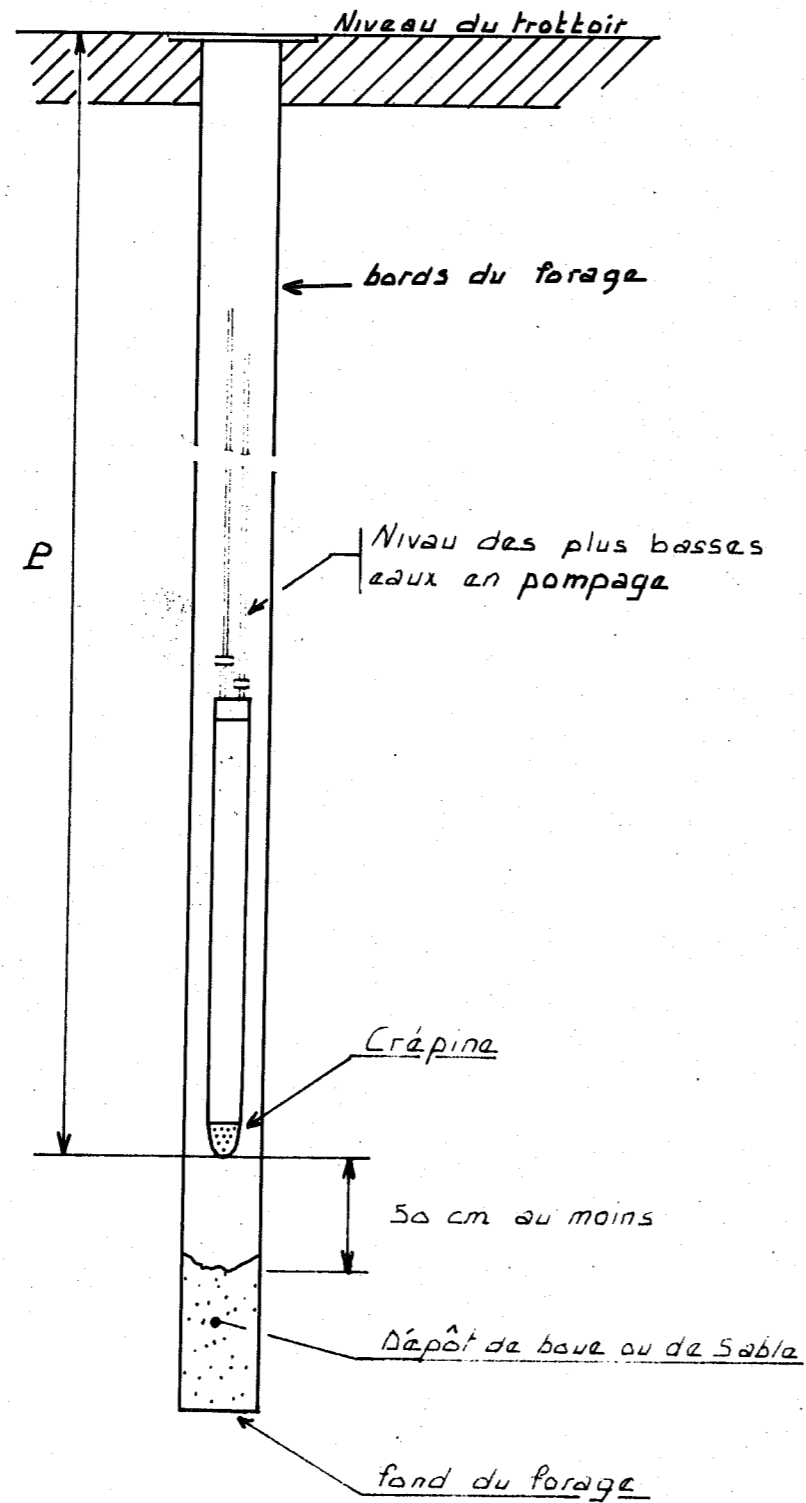 Niveau du trottoir
bords du forage
P
Nivau des plus basses
eaux en pompage
Crépine
50 cm au moins
Dépôt de boue ou de Sable
fond du forage